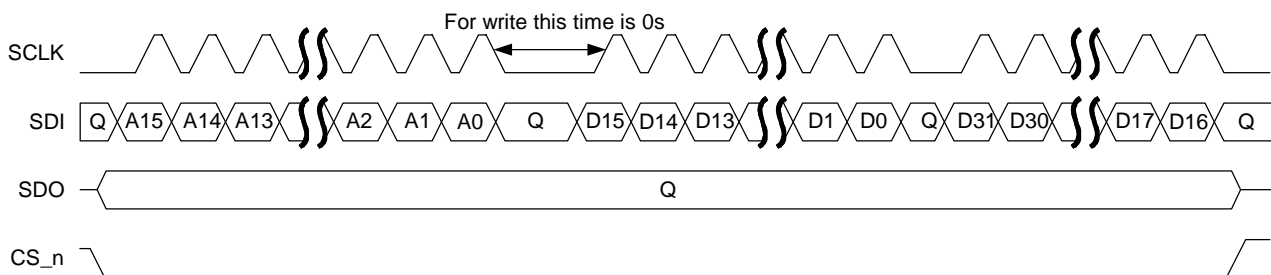 For write this time is 0s
SCLK
SDI Q A15 A14 A13 A2 A1 A0 Q D15 D14 D13 D1 D0 Q D31 D30 D17 D16 Q
SDO Q
CS_n